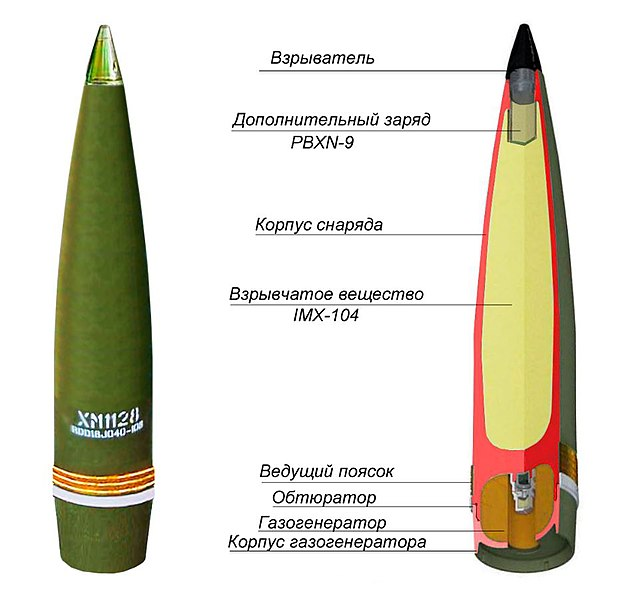 Взрыватель
Дополнительный заряд
PBXN-9
Корпус снаряда
Взрывчатое вещество
IMX-104
XM1128
Ведущий поясок
Обтюратор
Газогенератор
Корпус газогенератора